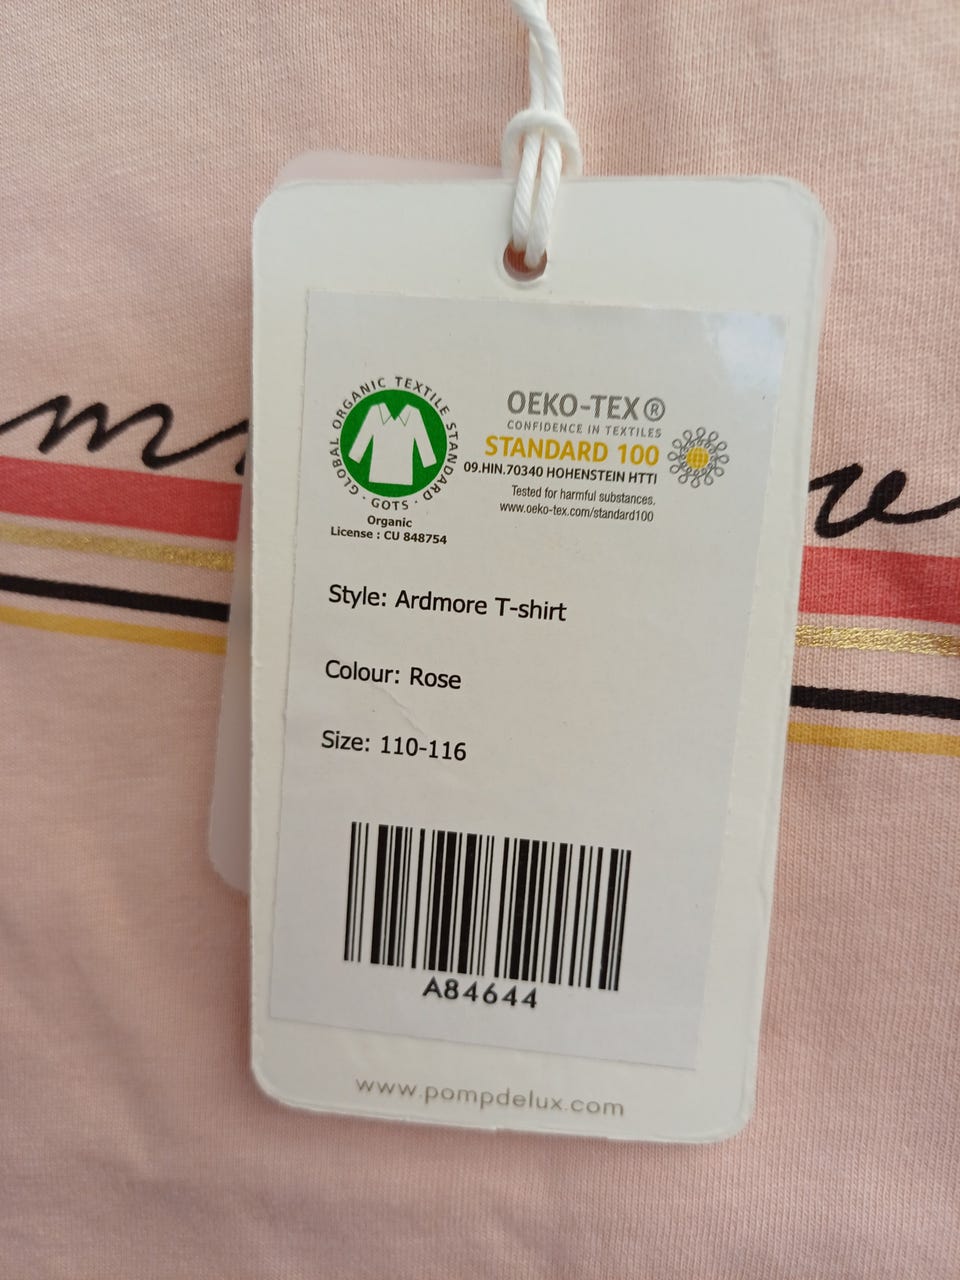 GLOBAL ORGANIC TEXTILE STANDARD · GOTS ·
Organic
License : CU 848754
OEKO-TEX®
CONFIDENCE IN TEXTILES
STANDARD 100
09.HIN.70340 HOHENSTEIN HTTI
Tested for harmful substances.
www.oeko-tex.com/standard100
Style: Ardmore T-shirt
Colour: Rose
Size: 110-116
A84644
www.pompdelux.com